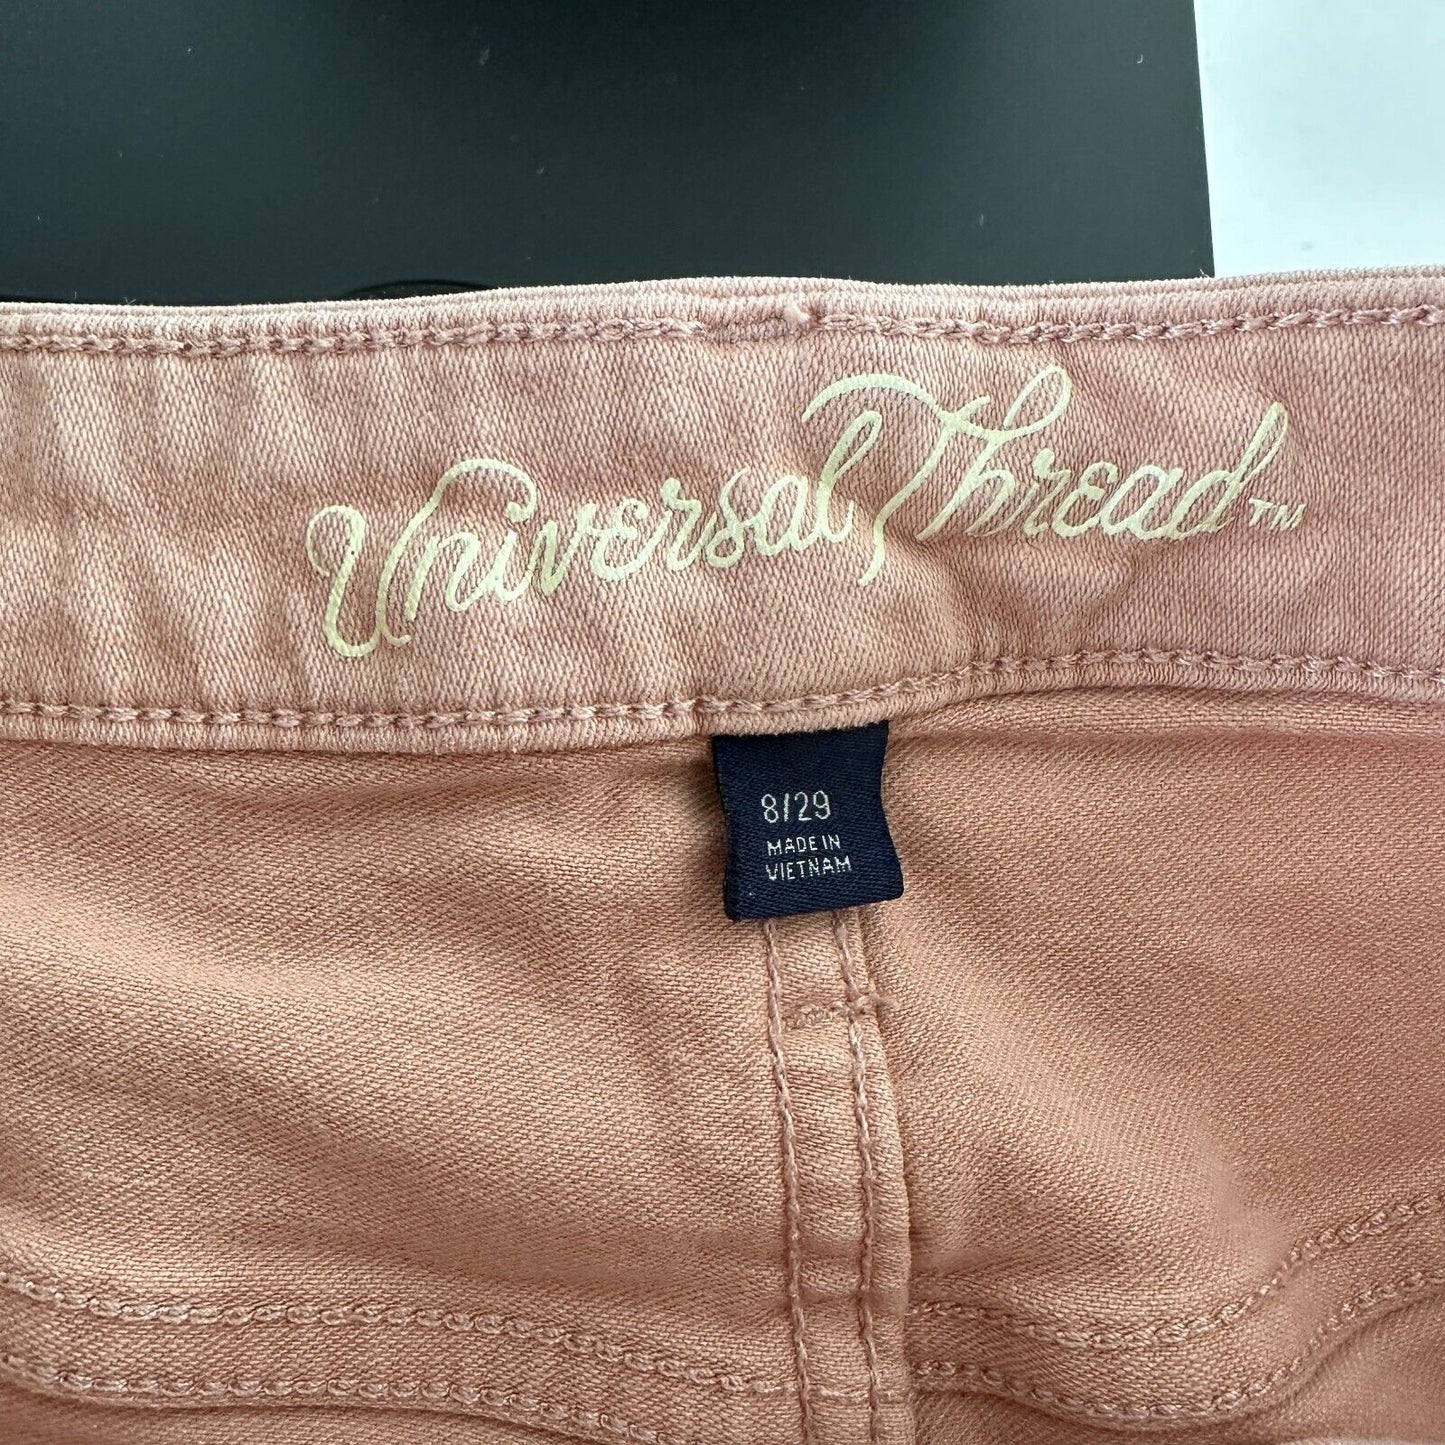 Universal Thread™
8/29
MADE IN
VIETNAM